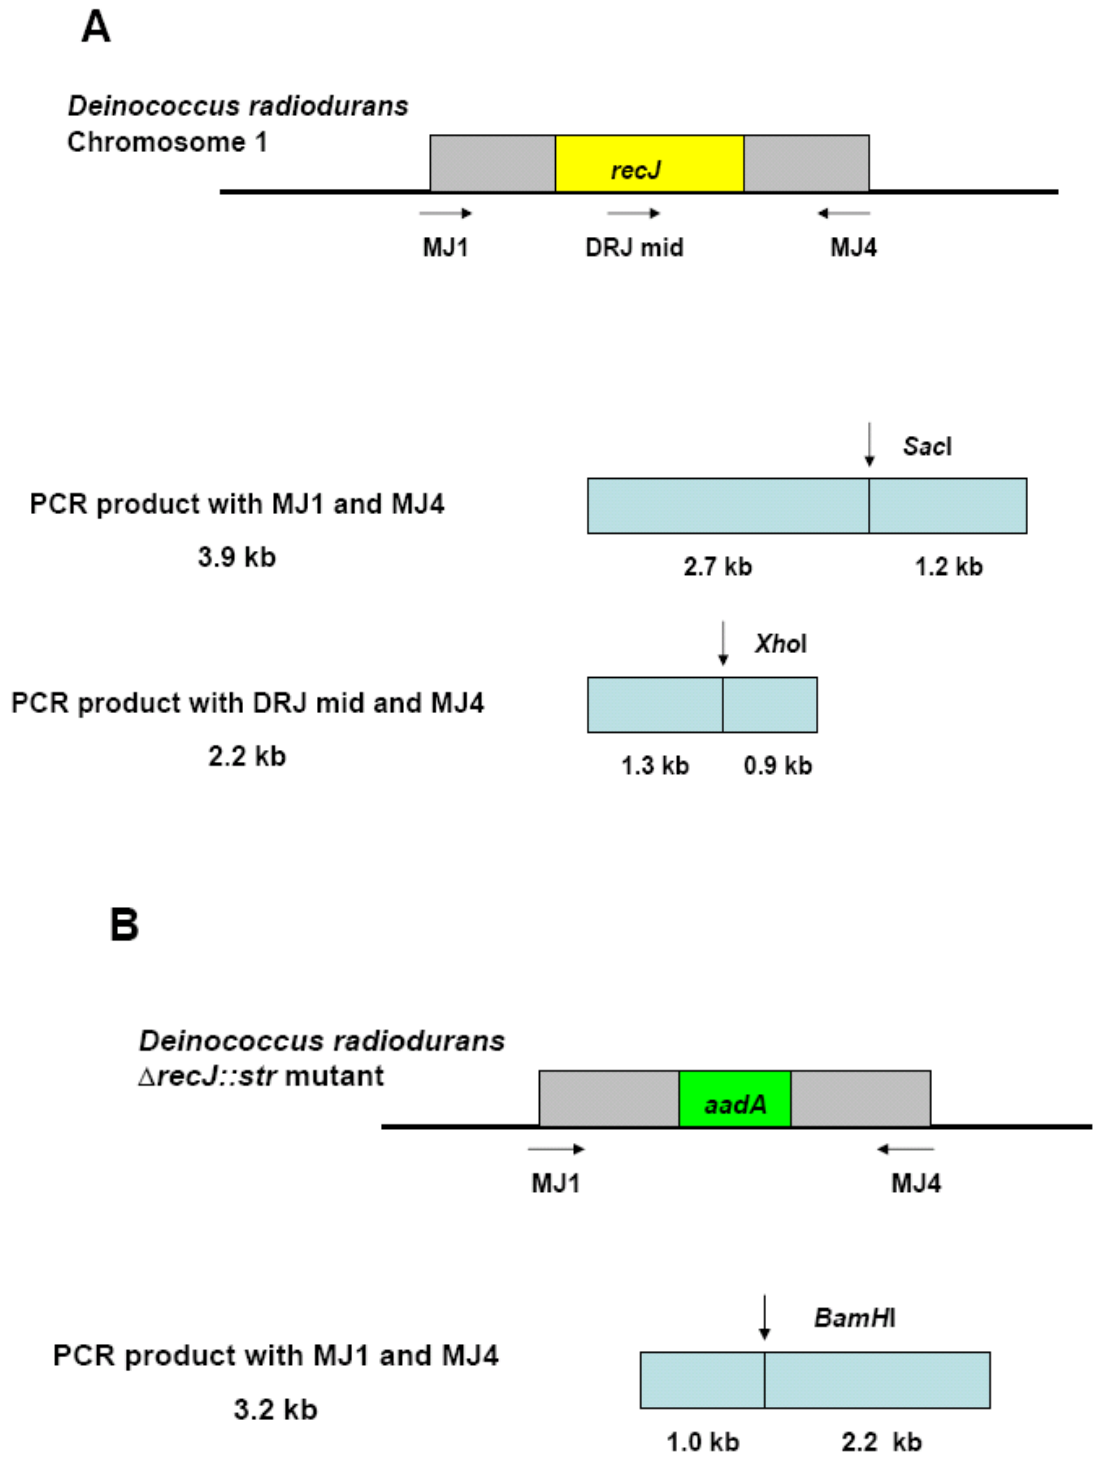 A
Deinococcus radiodurans
Chromosome 1
recJ
MJ1 DRJ mid MJ4
SacI
PCR product with MJ1 and MJ4
3.9 kb
2.7 kb 1.2 kb
XhoI
PCR product with DRJ mid and MJ4
2.2 kb
1.3 kb 0.9 kb
B
Deinococcus radiodurans
ΔrecJ::str mutant
aadA
MJ1 MJ4
BamHI
PCR product with MJ1 and MJ4
3.2 kb
1.0 kb 2.2 kb